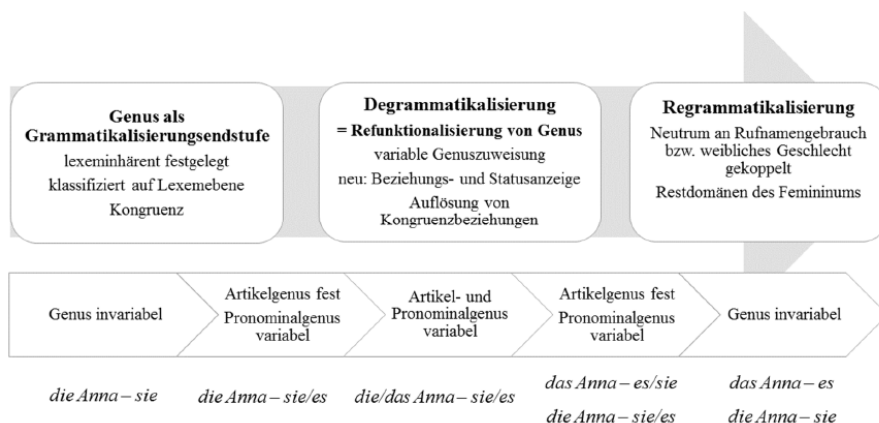 Genus als
Grammatikalisierungsendstufe
lexeminhärent festgelegt
klassifiziert auf Lexemebene
Kongruenz
Degrammatikalisierung
= Refunktionalisierung von Genus
variable Genuszuweisung
neu: Beziehungs- und Statusanzeige
Auflösung von
Kongruenzbeziehungen
Regrammatikalisierung
Neutrum an Rufnamengebrauch
bzw. weibliches Geschlecht
gekoppelt
Restdomänen des Femininums
Genus invariabel
Artikelgenus fest
Pronominalgenus
variabel
Artikel- und
Pronominalgenus
variabel
Artikelgenus fest
Pronominalgenus
variabel
Genus invariabel
die Anna – sie
die Anna – sie/es
die/das Anna – sie/es
das Anna – es/sie
die Anna – sie/es
das Anna – es
die Anna – sie